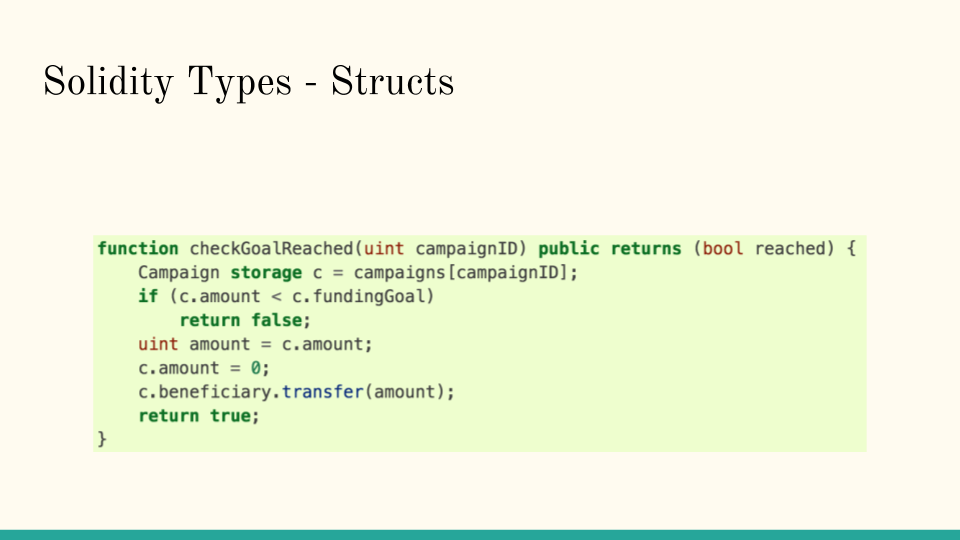 Solidity Types - Structs
function checkGoalReached(uint campaignID) public returns (bool reached) {
    Campaign storage c = campaigns[campaignID];
    if (c.amount < c.fundingGoal)
        return false;
    uint amount = c.amount;
    c.amount = 0;
    c.beneficiary.transfer(amount);
    return true;
}